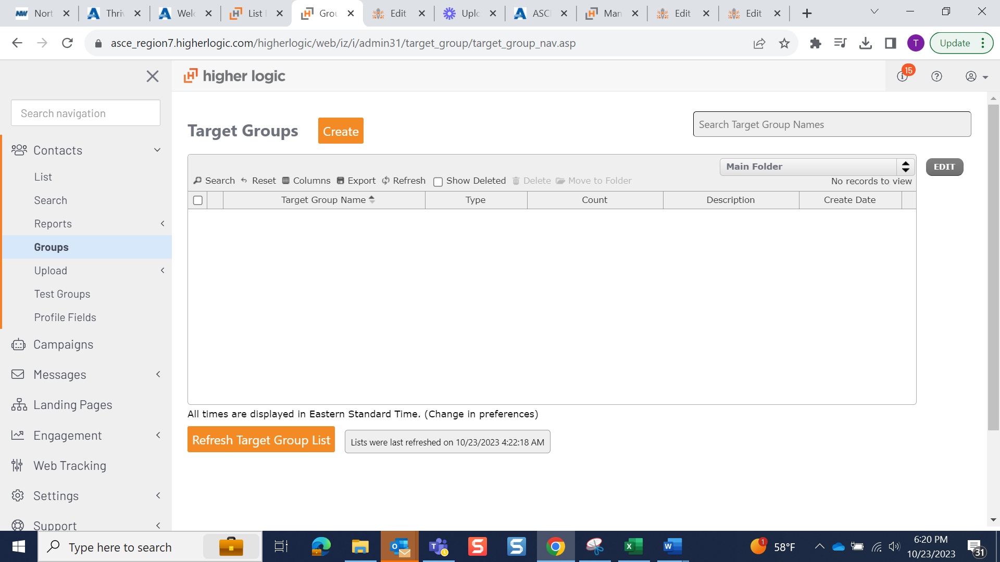 Nort
Thriv
Welc
List
Grou
Edit
Uplo
ASC
Man
Edit
Edit
asce_region7.higherlogic.com/higherlogic/web/iz/i/admin31/target_group/target_group_nav.asp
T
Update
higher logic
15
Search navigation
Target Groups
Create
Search Target Group Names
Contacts
List
Search
Reports
Groups
Upload
Test Groups
Profile Fields
Campaigns
Messages
Landing Pages
Engagement
Web Tracking
Settings
Support
Main Folder
EDIT
Search Reset Columns Export Refresh Show Deleted Delete Move to Folder
No records to view
Target Group Name Type Count Description Create Date
All times are displayed in Eastern Standard Time. (Change in preferences)
Refresh Target Group List
Lists were last refreshed on 10/23/2023 4:22:18 AM
Type here to search
1
58°F
6:20 PM
10/23/2023
31